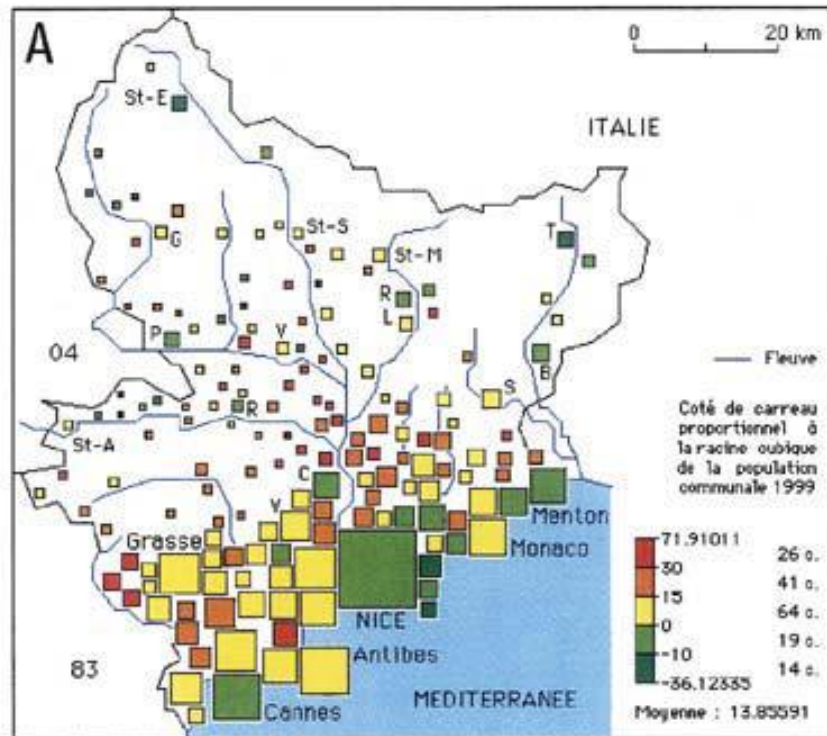 A
0 20 km
St-E
ITALIE
St-S
T
G
St-M
R
L
P
V
04
B
Fleuve
S
R
St-A
Coté de carreau
proportionnel à
la racine cubique
de la population
communale 1999
C
V
Menton
Grasse
Monaco
71.91011
26 c.
30
41 c.
15
64 c.
0
19 c.
-10
14 c.
-36.12335
NICE
83
Antibes
MEDITERRANEE
Cannes
Moyenne : 13.85591